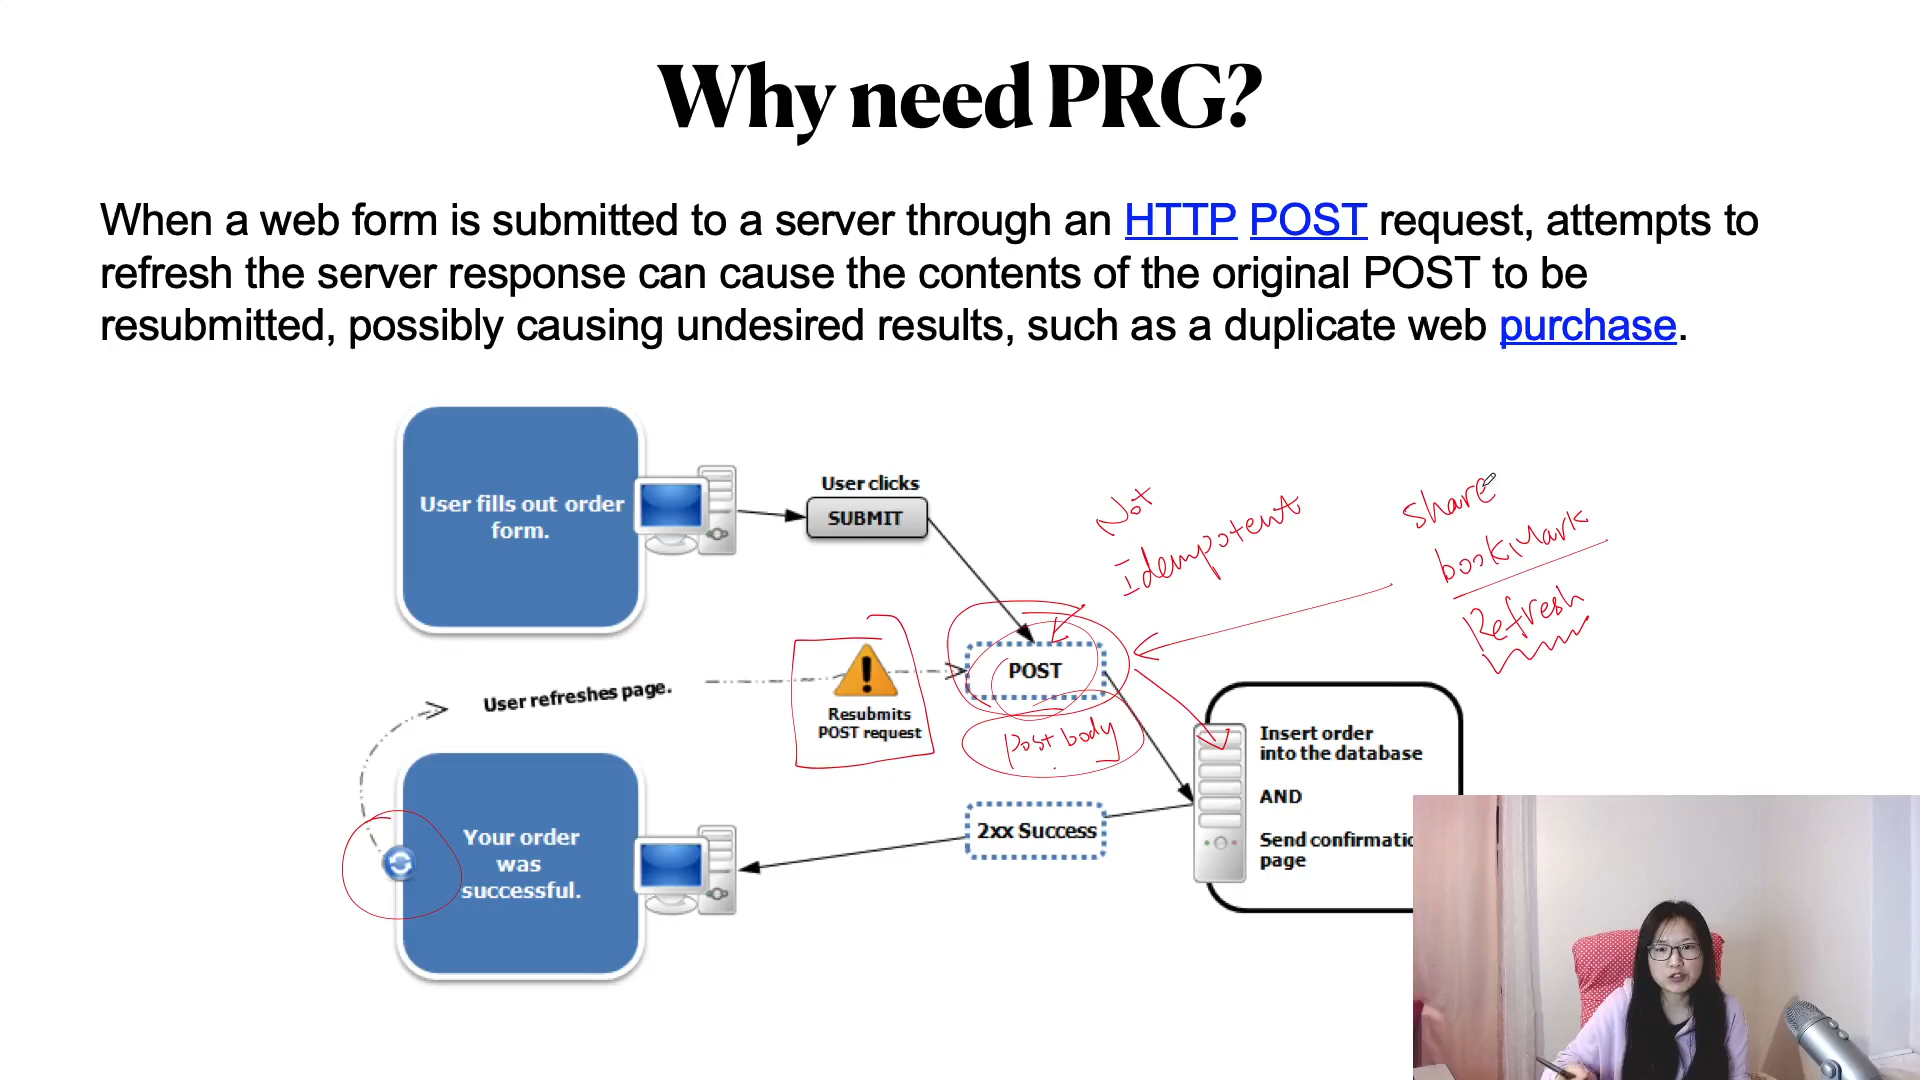 Why need PRG?
When a web form is submitted to a server through an HTTP POST request, attempts to
refresh the server response can cause the contents of the original POST to be
resubmitted, possibly causing undesired results, such as a duplicate web purchase.
User fills out order
form.
User clicks
SUBMIT
Not
Idempotent
share
bookmark
Refresh
POST
User refreshes page.
Resubmits
POST request
Post body
Insert order
into the database
AND
Send confirmatio
page
2xx Success
Your order
was
successful.